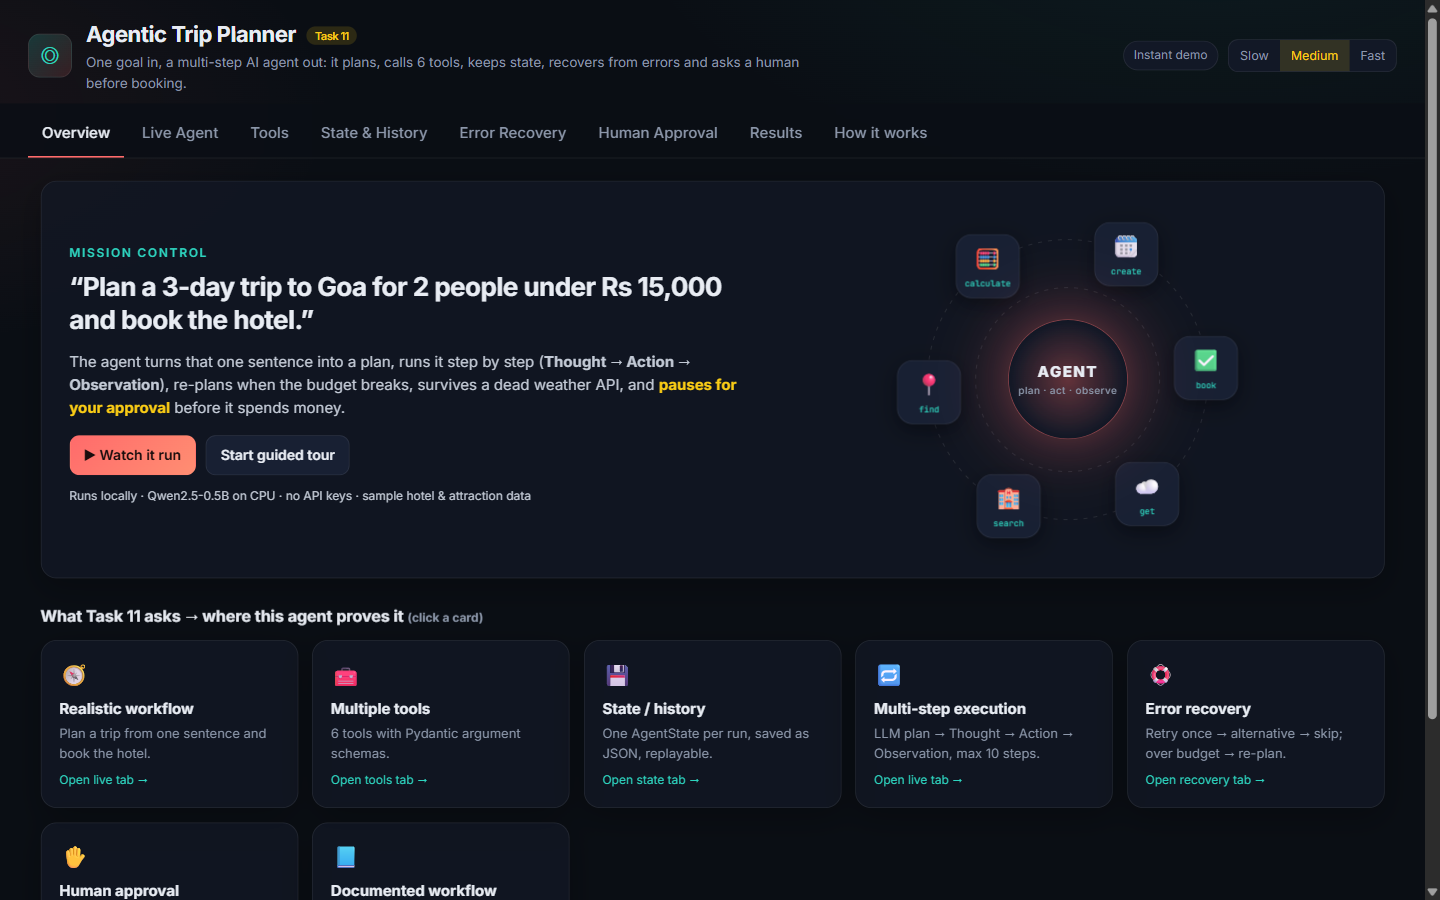 Agentic Trip Planner Task 11
One goal in, a multi-step AI agent out: it plans, calls 6 tools, keeps state, recovers from errors and asks a human
before booking.
Instant demo
Slow Medium Fast
Overview Live Agent Tools State & History Error Recovery Human Approval Results How it works
MISSION CONTROL
“Plan a 3-day trip to Goa for 2 people under Rs 15,000
and book the hotel.”
The agent turns that one sentence into a plan, runs it step by step (Thought → Action →
Observation), re-plans when the budget breaks, survives a dead weather API, and pauses for
your approval before it spends money.
▶ Watch it run
Start guided tour
Runs locally · Qwen2.5-0.5B on CPU · no API keys · sample hotel & attraction data
calculate
create
find
AGENT
plan · act · observe
book
search
get
What Task 11 asks → where this agent proves it (click a card)
Realistic workflow
Plan a trip from one sentence and
book the hotel.
Open live tab →
Multiple tools
6 tools with Pydantic argument
schemas.
Open tools tab →
State / history
One AgentState per run, saved as
JSON, replayable.
Open state tab →
Multi-step execution
LLM plan → Thought → Action →
Observation, max 10 steps.
Open live tab →
Error recovery
Retry once → alternative → skip;
over budget → re-plan.
Open recovery tab →
Human approval
Documented workflow